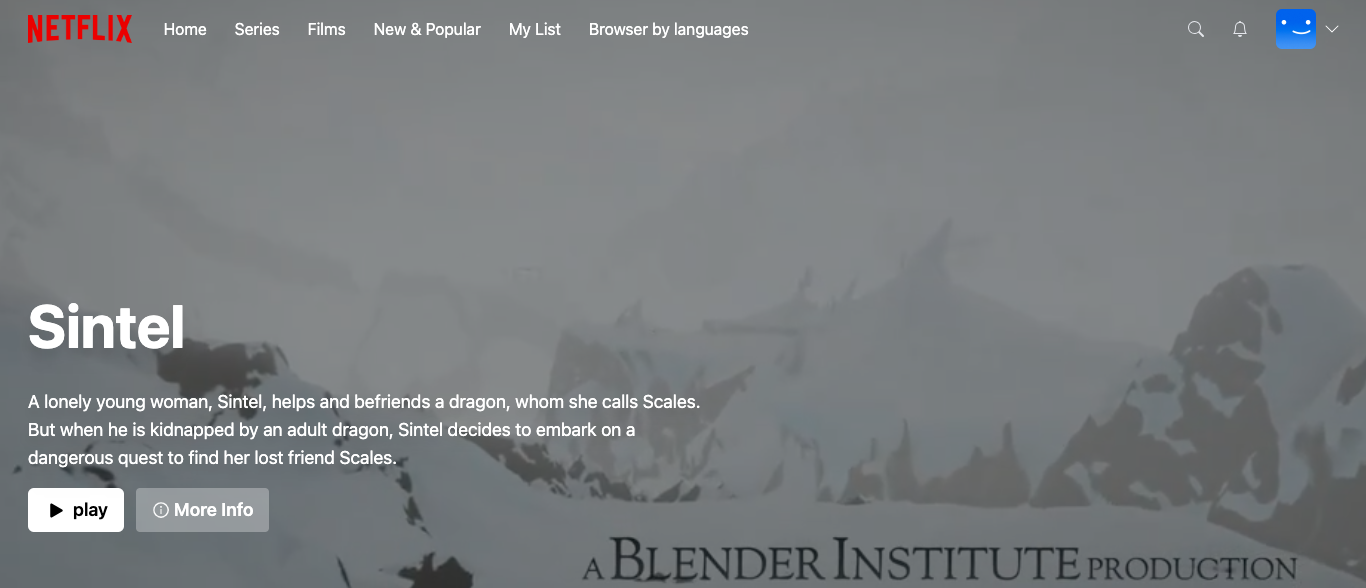 NETFLIX Home Series Films New & Popular My List Browser by languages
Sintel
A lonely young woman, Sintel, helps and befriends a dragon, whom she calls Scales.
But when he is kidnapped by an adult dragon, Sintel decides to embark on a
dangerous quest to find her lost friend Scales.
play More Info
A BLENDER INSTITUTE PRODUCTION